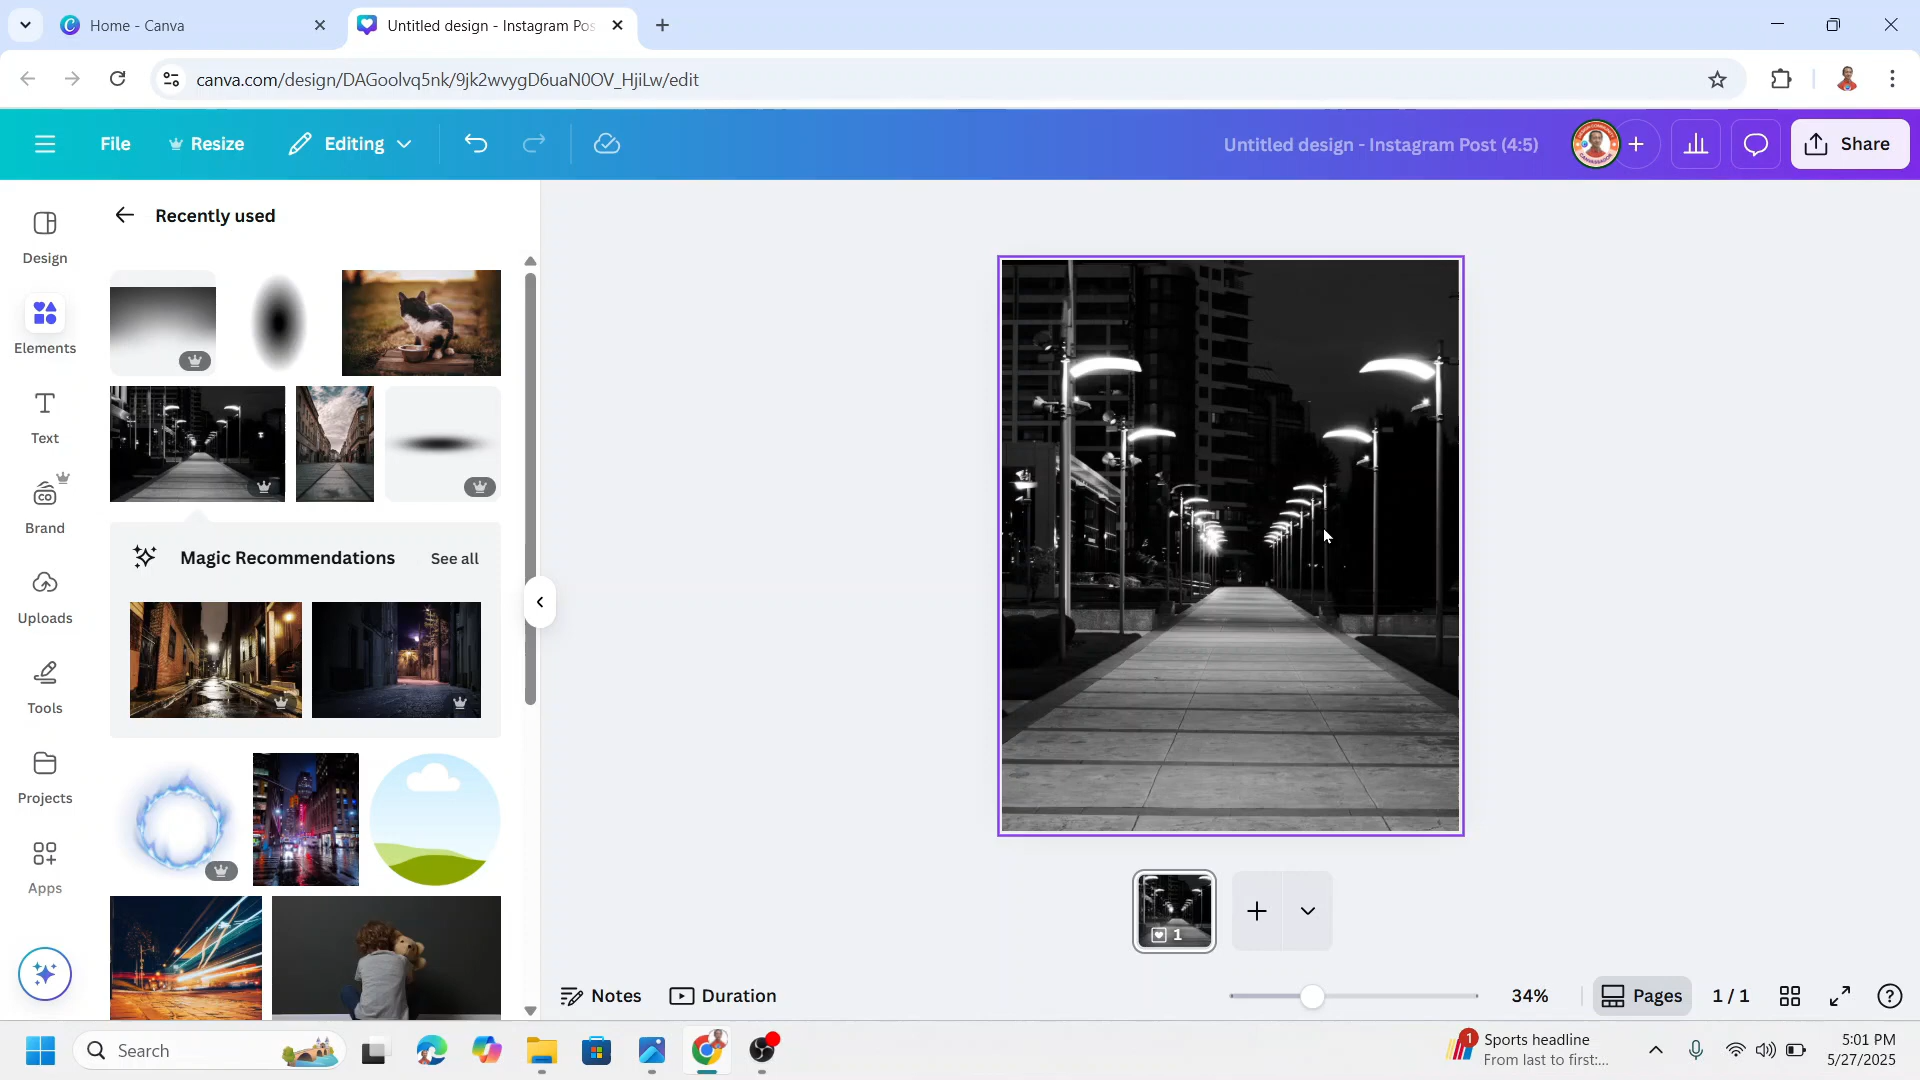 Home - Canva
Untitled design - Instagram Pos
canva.com/design/DAGoolvq5nk/9jk2wvygD6uaN0OV_HjiLw/edit
File
Resize
Editing
Untitled design - Instagram Post (4:5)
Share
Design
Elements
Text
Brand
Uploads
Tools
Projects
Apps
Recently used
Magic Recommendations
See all
1
Notes
Duration
34%
Pages
1 / 1
Search
1
Sports headline
From last to first:...
5:01 PM
5/27/2025